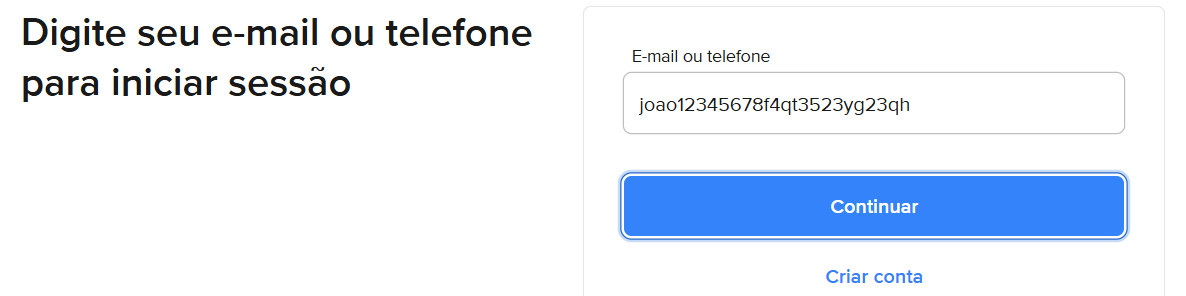 Digite seu e-mail ou telefone
para iniciar sessão
E-mail ou telefone
joao12345678f4qt3523yg23qh
Continuar
Criar conta